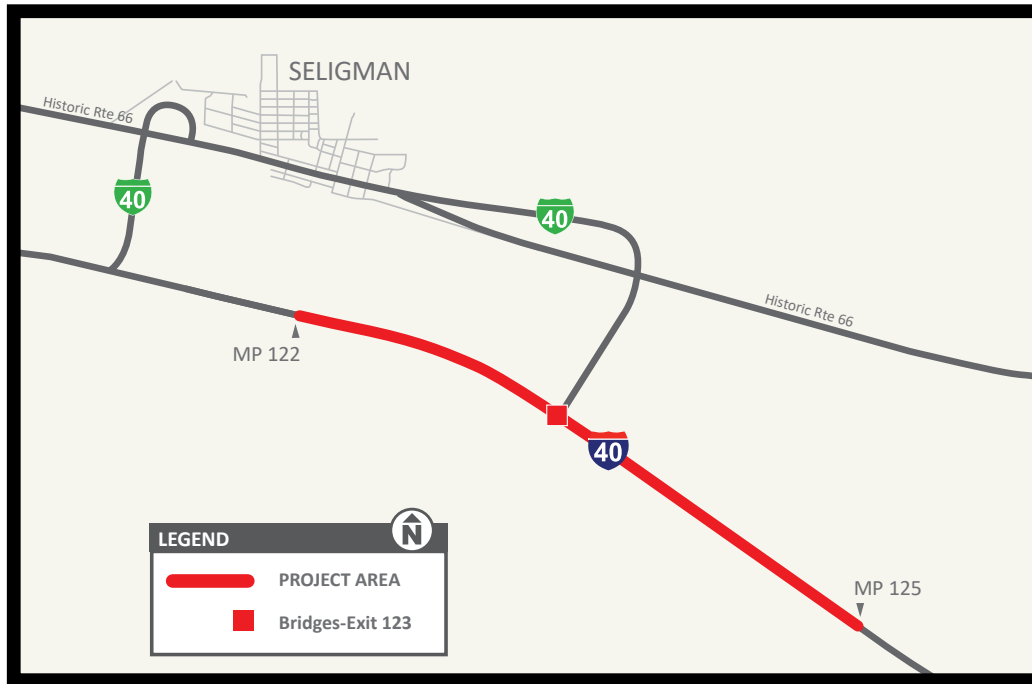 SELIGMAN
Historic Rte 66
40
40
Historic Rte 66
MP 122
40
LEGEND
N
PROJECT AREA
MP 125
Bridges-Exit 123